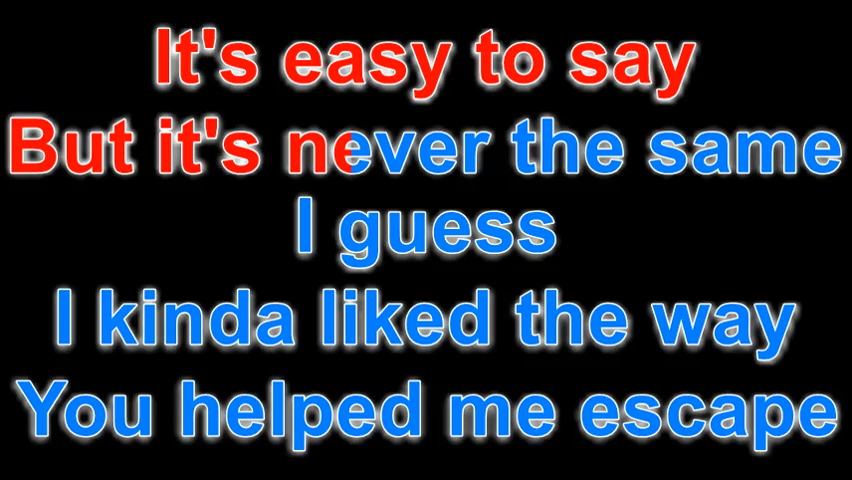 It's easy to say
But it's never the same
I guess
I kinda liked the way
You helped me escape